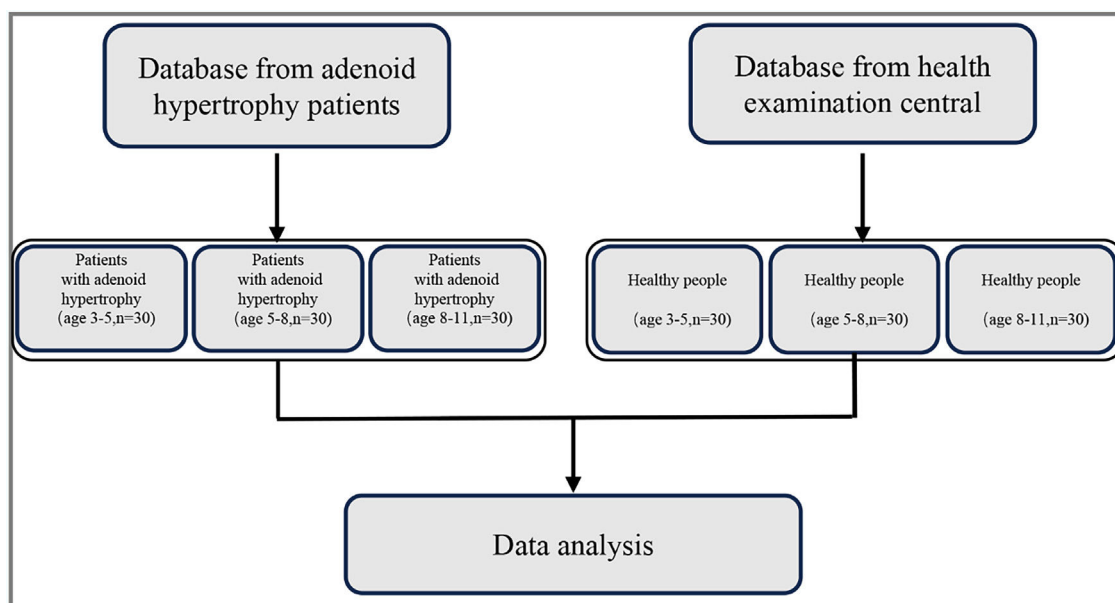 Database from adenoid
hypertrophy patients
Database from health
examination central
Patients
with adenoid
hypertrophy
(age 3-5,n=30)
Patients
with adenoid
hypertrophy
(age 5-8,n=30)
Patients
with adenoid
hypertrophy
(age 8-11,n=30)
Healthy people
(age 3-5,n=30)
Healthy people
(age 5-8,n=30)
Healthy people
(age 8-11,n=30)
Data analysis